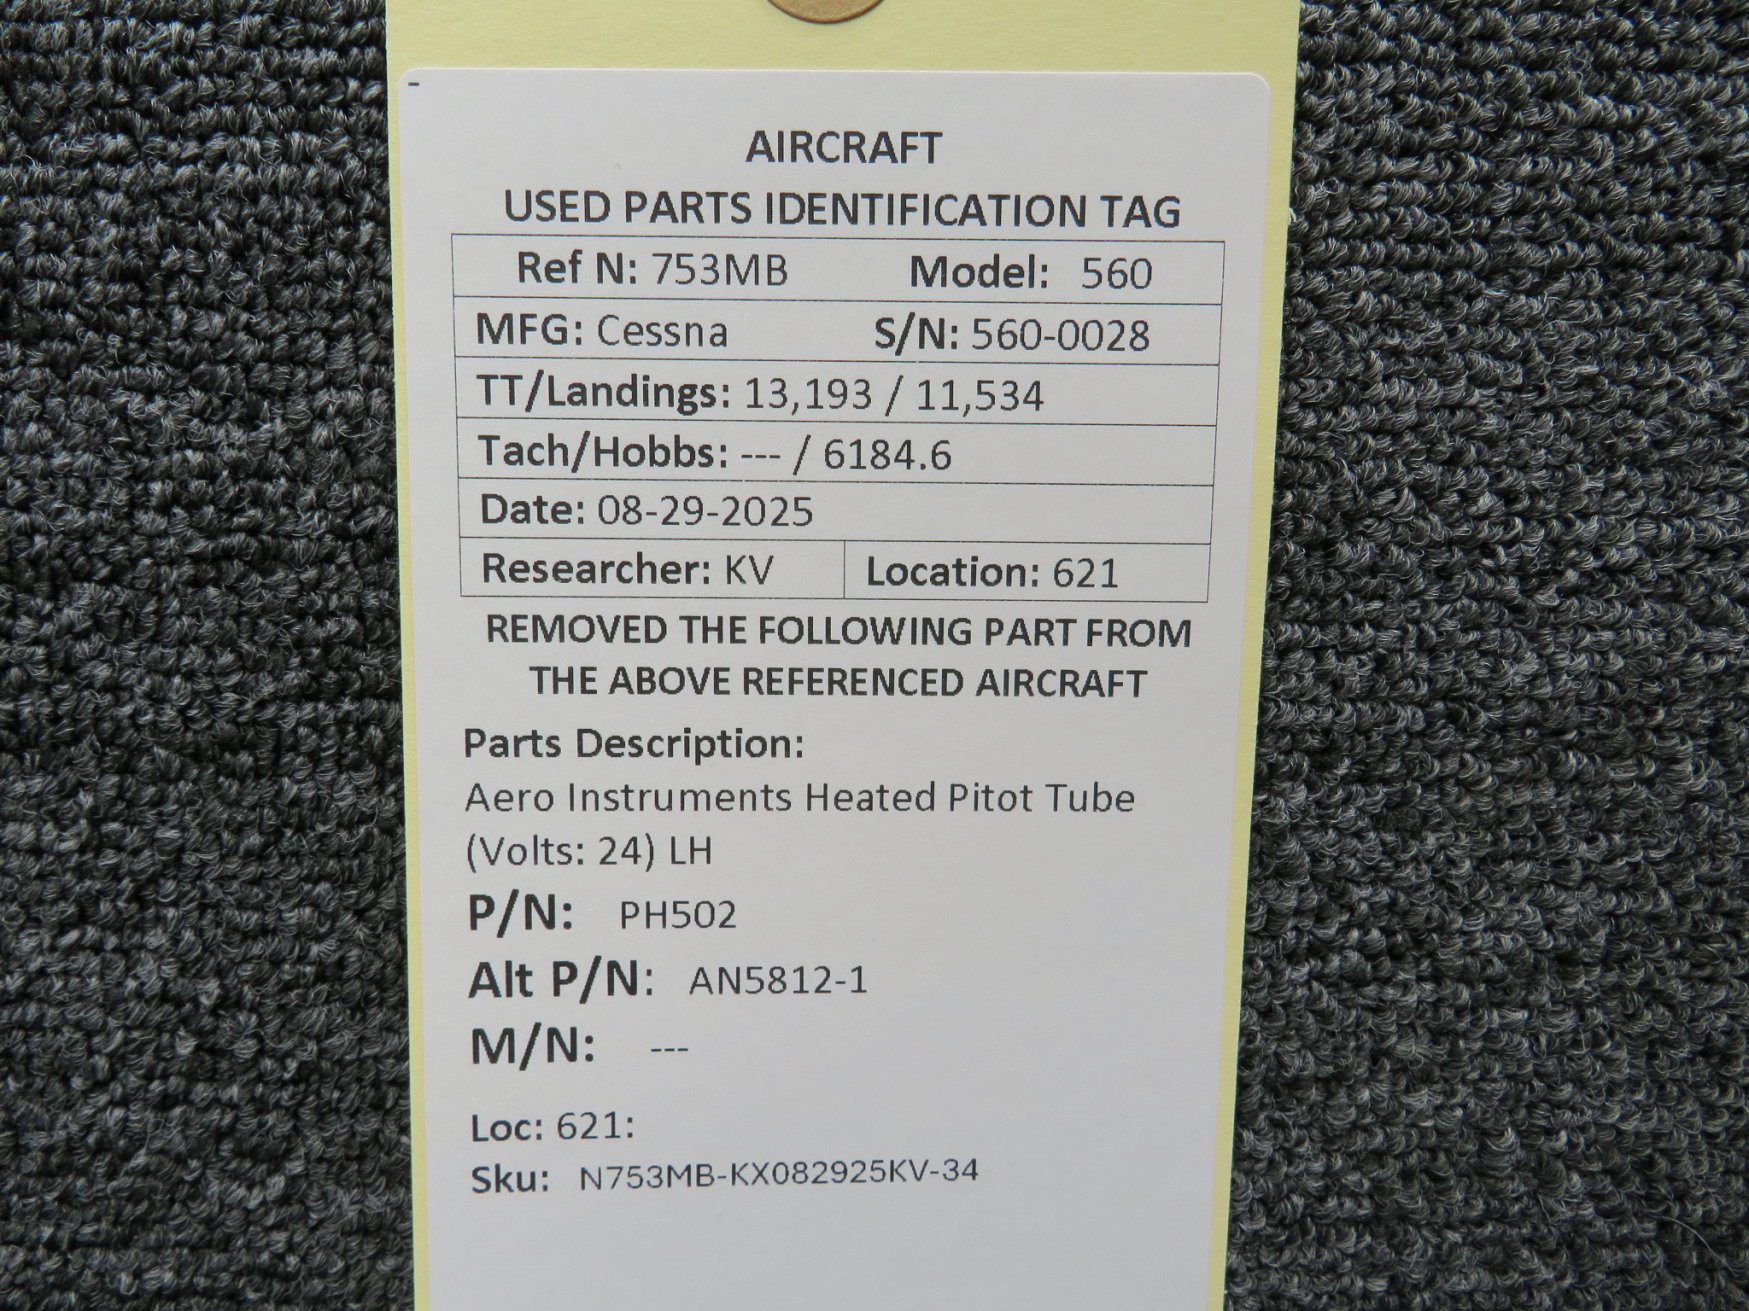 AIRCRAFT
USED PARTS IDENTIFICATION TAG
Ref N: 753MB Model: 560
MFG: Cessna S/N: 560-0028
TT/Landings: 13,193 / 11,534
Tach/Hobbs: --- / 6184.6
Date: 08-29-2025
Researcher: KV Location: 621
REMOVED THE FOLLOWING PART FROM
THE ABOVE REFERENCED AIRCRAFT
Parts Description:
Aero Instruments Heated Pitot Tube
(Volts: 24) LH
P/N: PH502
Alt P/N: AN5812-1
M/N: ---
Loc: 621:
Sku: N753MB-KX082925KV-34